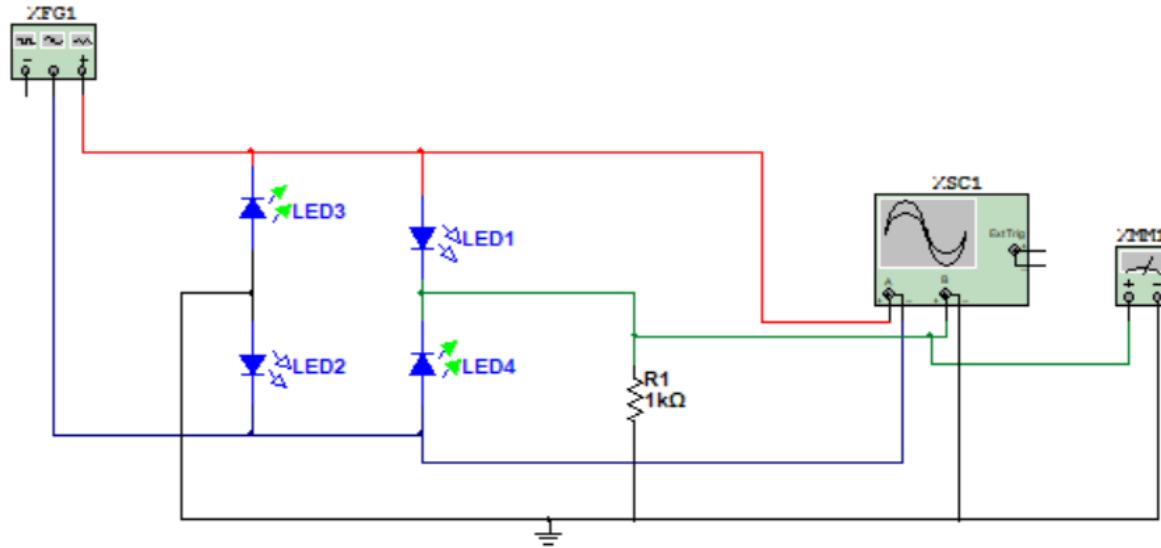 XFG1
LED3
LED1
LED2
LED4
R1
1kΩ
XSC1
Ext Trig
A
B
XMM1